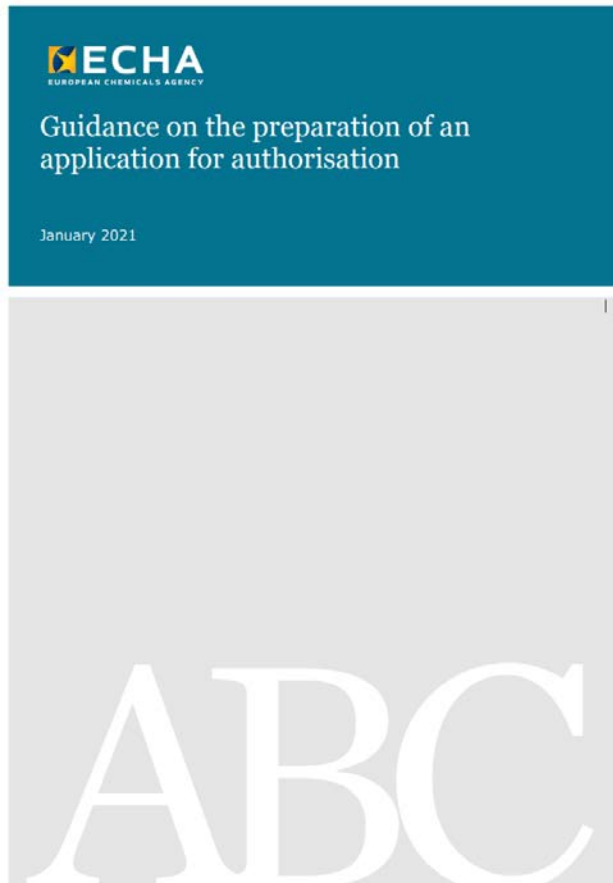 ECHA
EUROPEAN CHEMICALS AGENCY
Guidance on the preparation of an
application for authorisation
January 2021
ABC